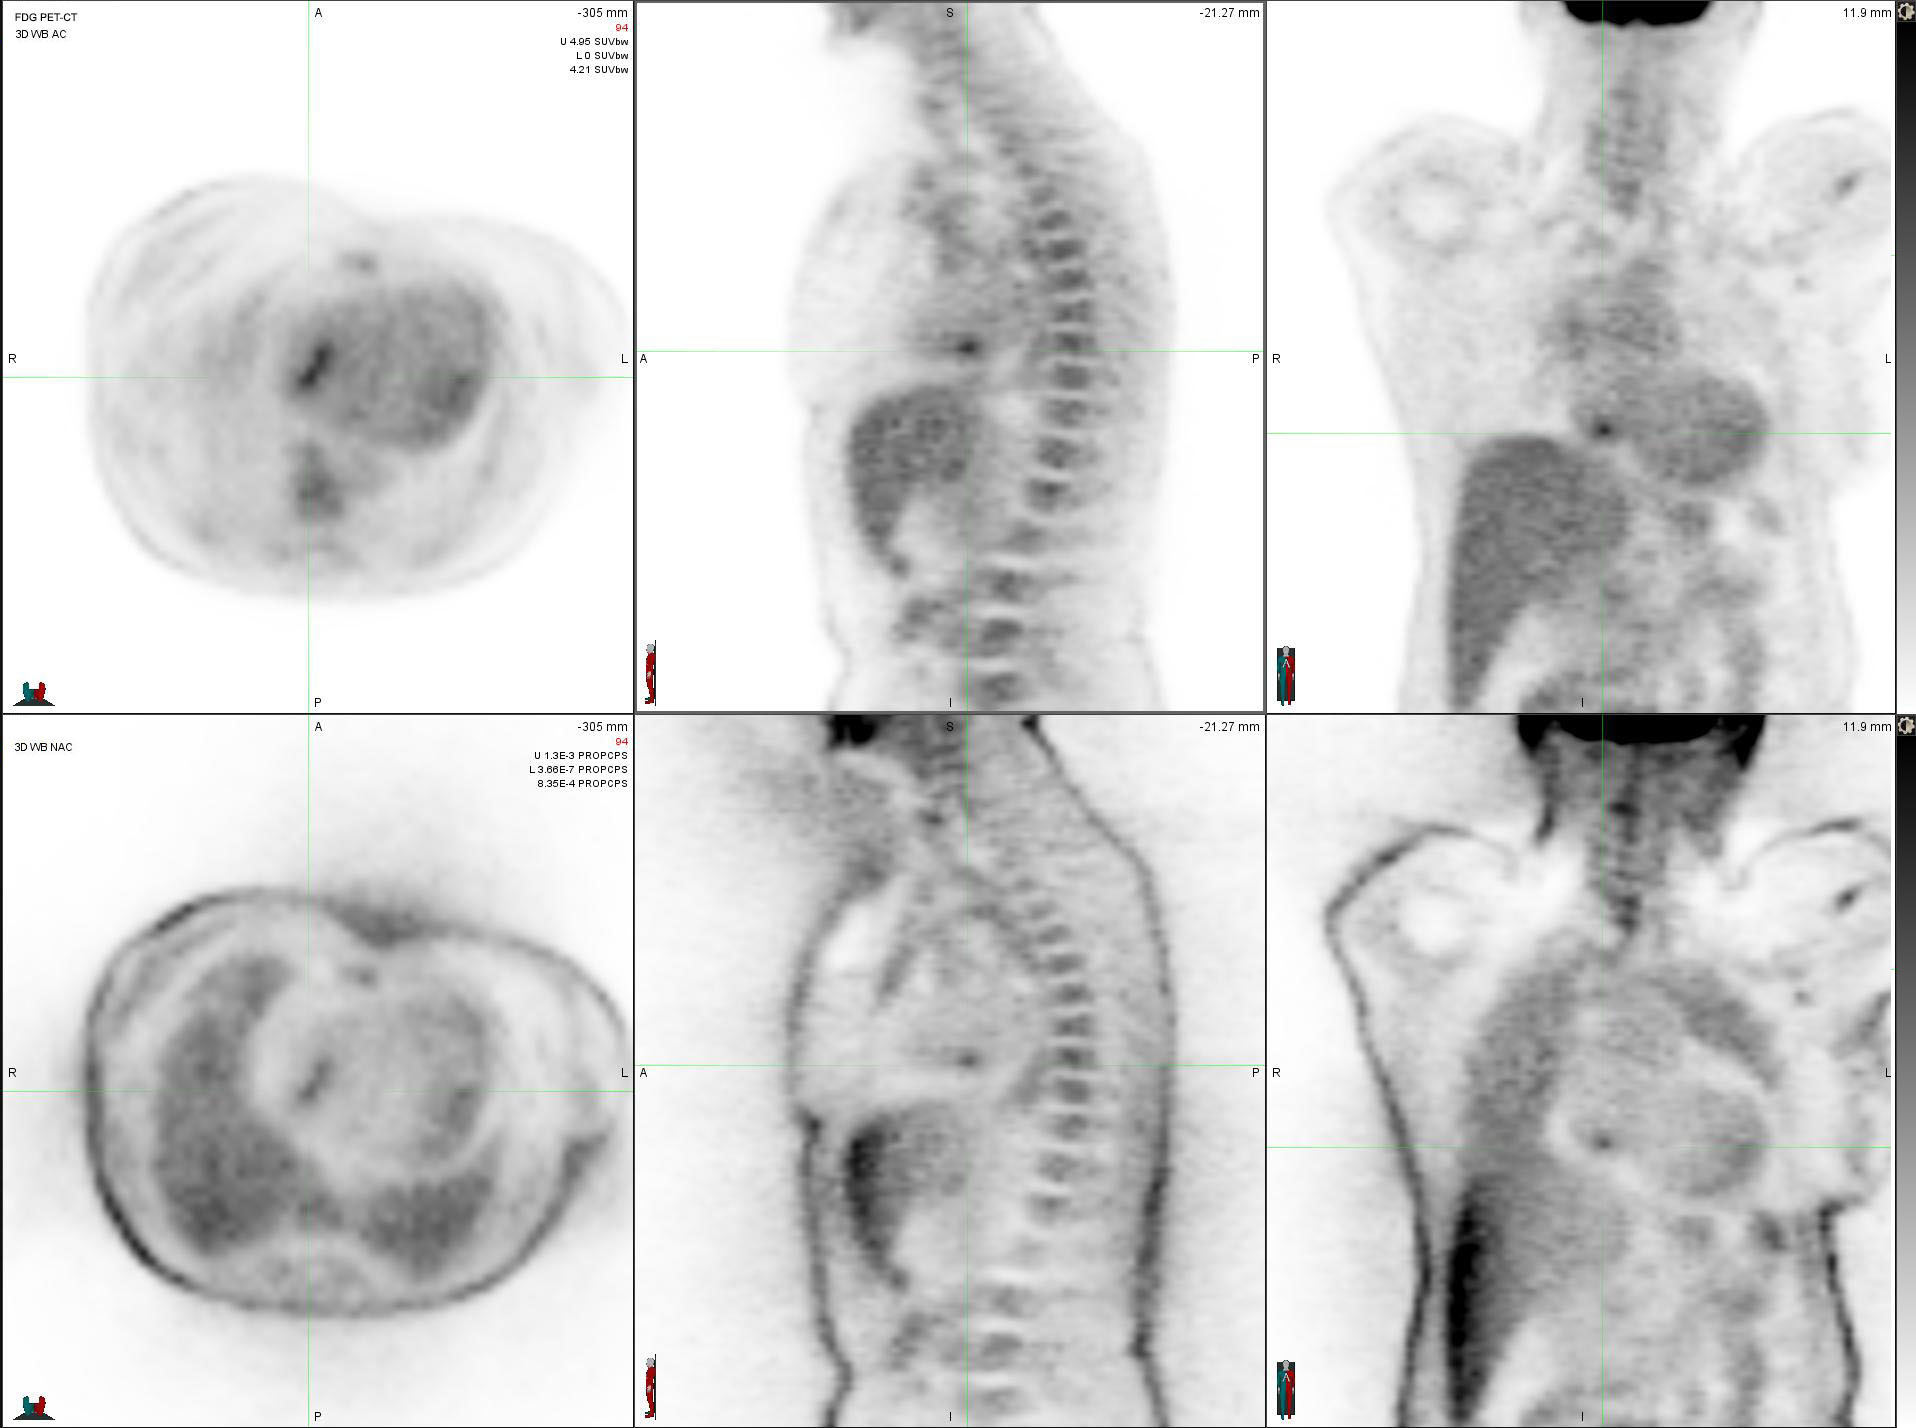 A
-305 mm
FDG PET-CT
3D WB AC
94
U 4.95 SUVbw
L 0 SUVbw
4.21 SUVbw
R
L
P
S
-21.27 mm
A
P
I
11.9 mm
R
L
A
I
A
-305 mm
3D WB NAC
94
U 1.3E-3 PROPCPS
L 3.66E-7 PROPCPS
8.35E-4 PROPCPS
R
L
P
S
-21.27 mm
A
P
I
11.9 mm
R
L
A
I